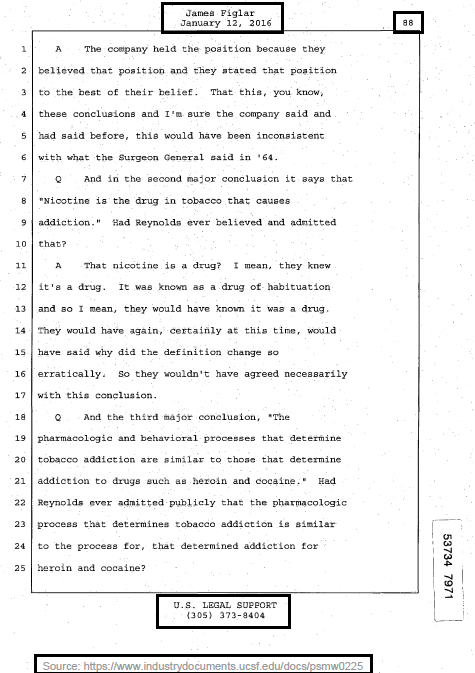 James Figlar
January 12, 2016
88
1 A The company held the position because they
2 believed that position and they stated that position
3 to the best of their belief. That this, you know,
4 these conclusions and I'm sure the company said and
5 had said before, this would have been inconsistent
6 with what the Surgeon General said in '64.
7 Q And in the second major conclusion it says that
8 "Nicotine is the drug in tobacco that causes
9 addiction." Had Reynolds ever believed and admitted
10 that?
11 A That nicotine is a drug? I mean, they knew
12 it's a drug. It was known as a drug of habituation
13 and so I mean, they would have known it was a drug.
14 They would have again, certainly at this time, would
15 have said why did the definition change so
16 erratically. So they wouldn't have agreed necessarily
17 with this conclusion.
18 Q And the third major conclusion, "The
19 pharmacologic and behavioral processes that determine
20 tobacco addiction are similar to those that determine
21 addiction to drugs such as heroin and cocaine." Had
22 Reynolds ever admitted publicly that the pharmacologic
23 process that determines tobacco addiction is similar
24 to the process for, that determined addiction for
25 heroin and cocaine?
53734 7971
U.S. LEGAL SUPPORT
(305) 373-8404
Source: https://www.industrydocuments.ucsf.edu/docs/psmw0225